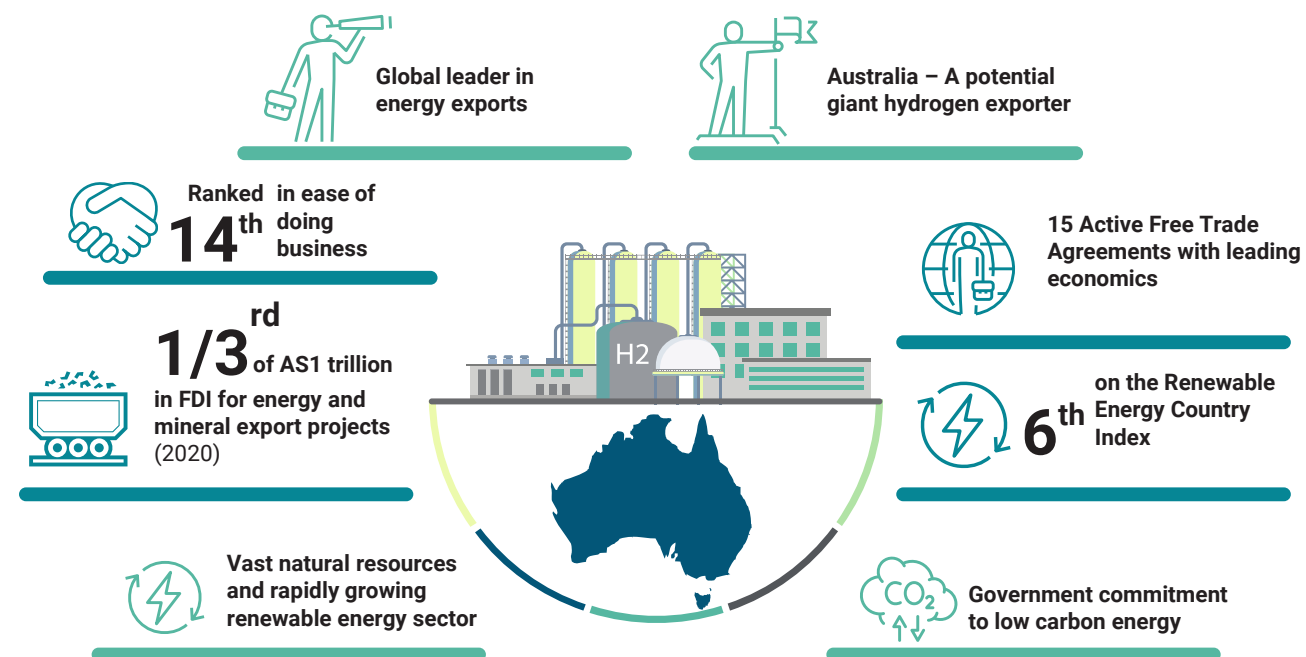 Global leader in
energy exports
Australia – A potential
giant hydrogen exporter
Ranked 14th in ease of
doing
business
15 Active Free Trade
Agreements with leading
economics
1/3rd of AS1 trillion
in FDI for energy and
mineral export projects
(2020)
H2
6th on the Renewable
Energy Country
Index
Vast natural resources
and rapidly growing
renewable energy sector
CO2
Government commitment
to low carbon energy